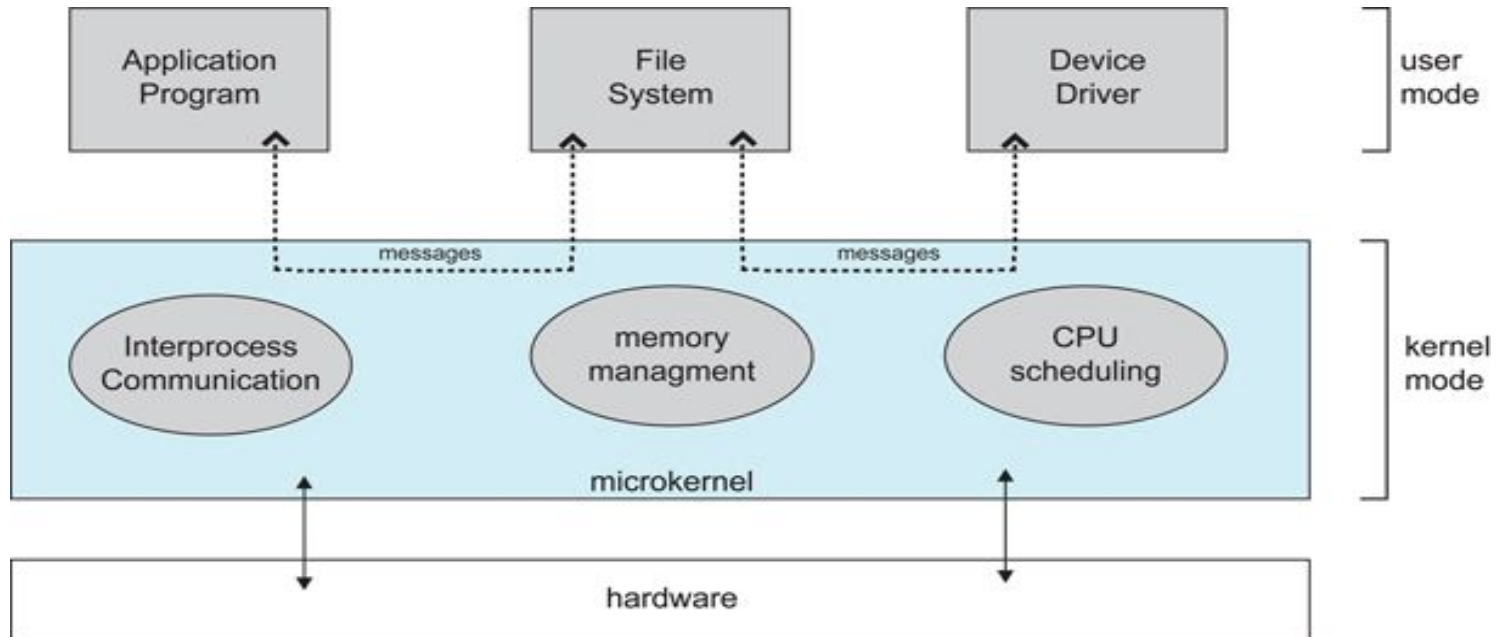 Application
Program
File
System
Device
Driver
user
mode
messages
messages
Interprocess
Communication
memory
managment
CPU
scheduling
kernel
mode
microkernel
hardware